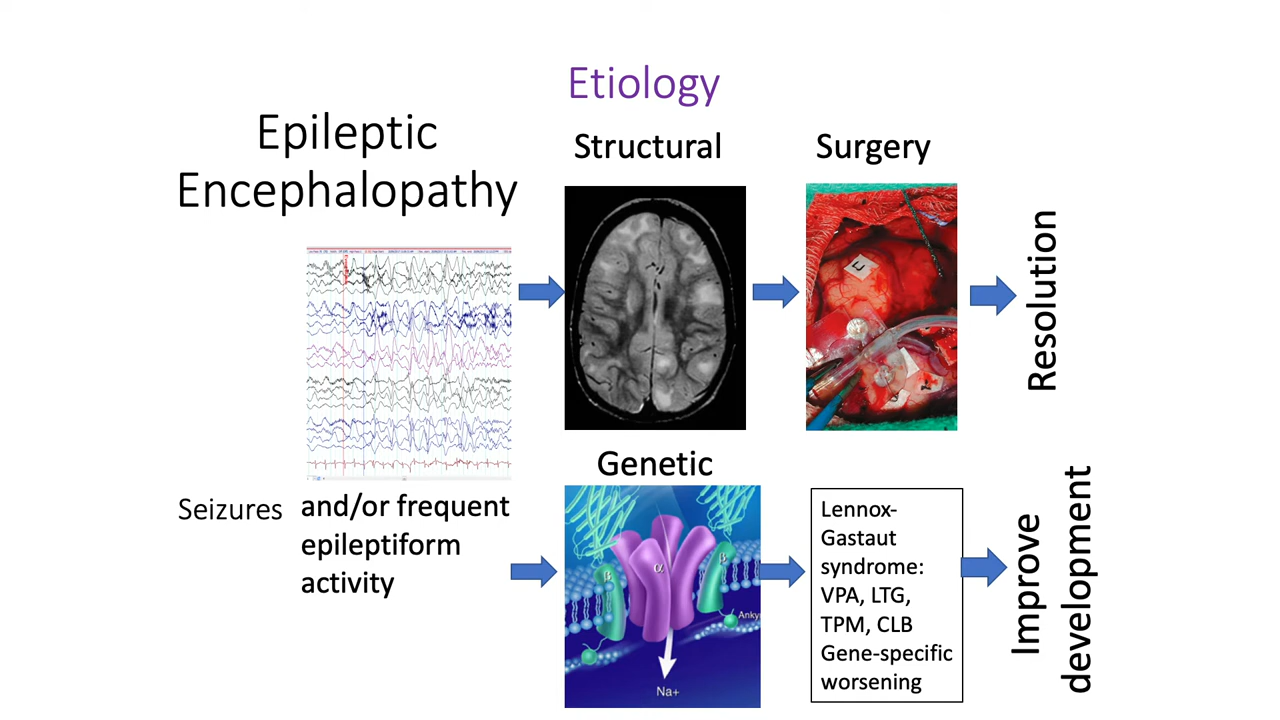 Etiology
Epileptic
Encephalopathy
Structural
Surgery
Resolution
Genetic
Seizures
and/or frequent
epileptiform
activity
β
α
β
Na+
Lennox-
Gastaut
syndrome:
VPA, LTG,
TPM, CLB
Gene-specific
worsening
Improve
development